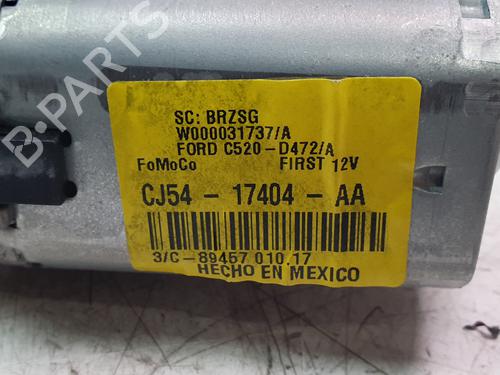 SC: BRZSG
W000031737/A
FORD C520-D472/A
FoMoCo FIRST 12V
CJ54 - 17404 - AA
3/C-89457 010.17
HECHO EN MEXICO
B-PARTS